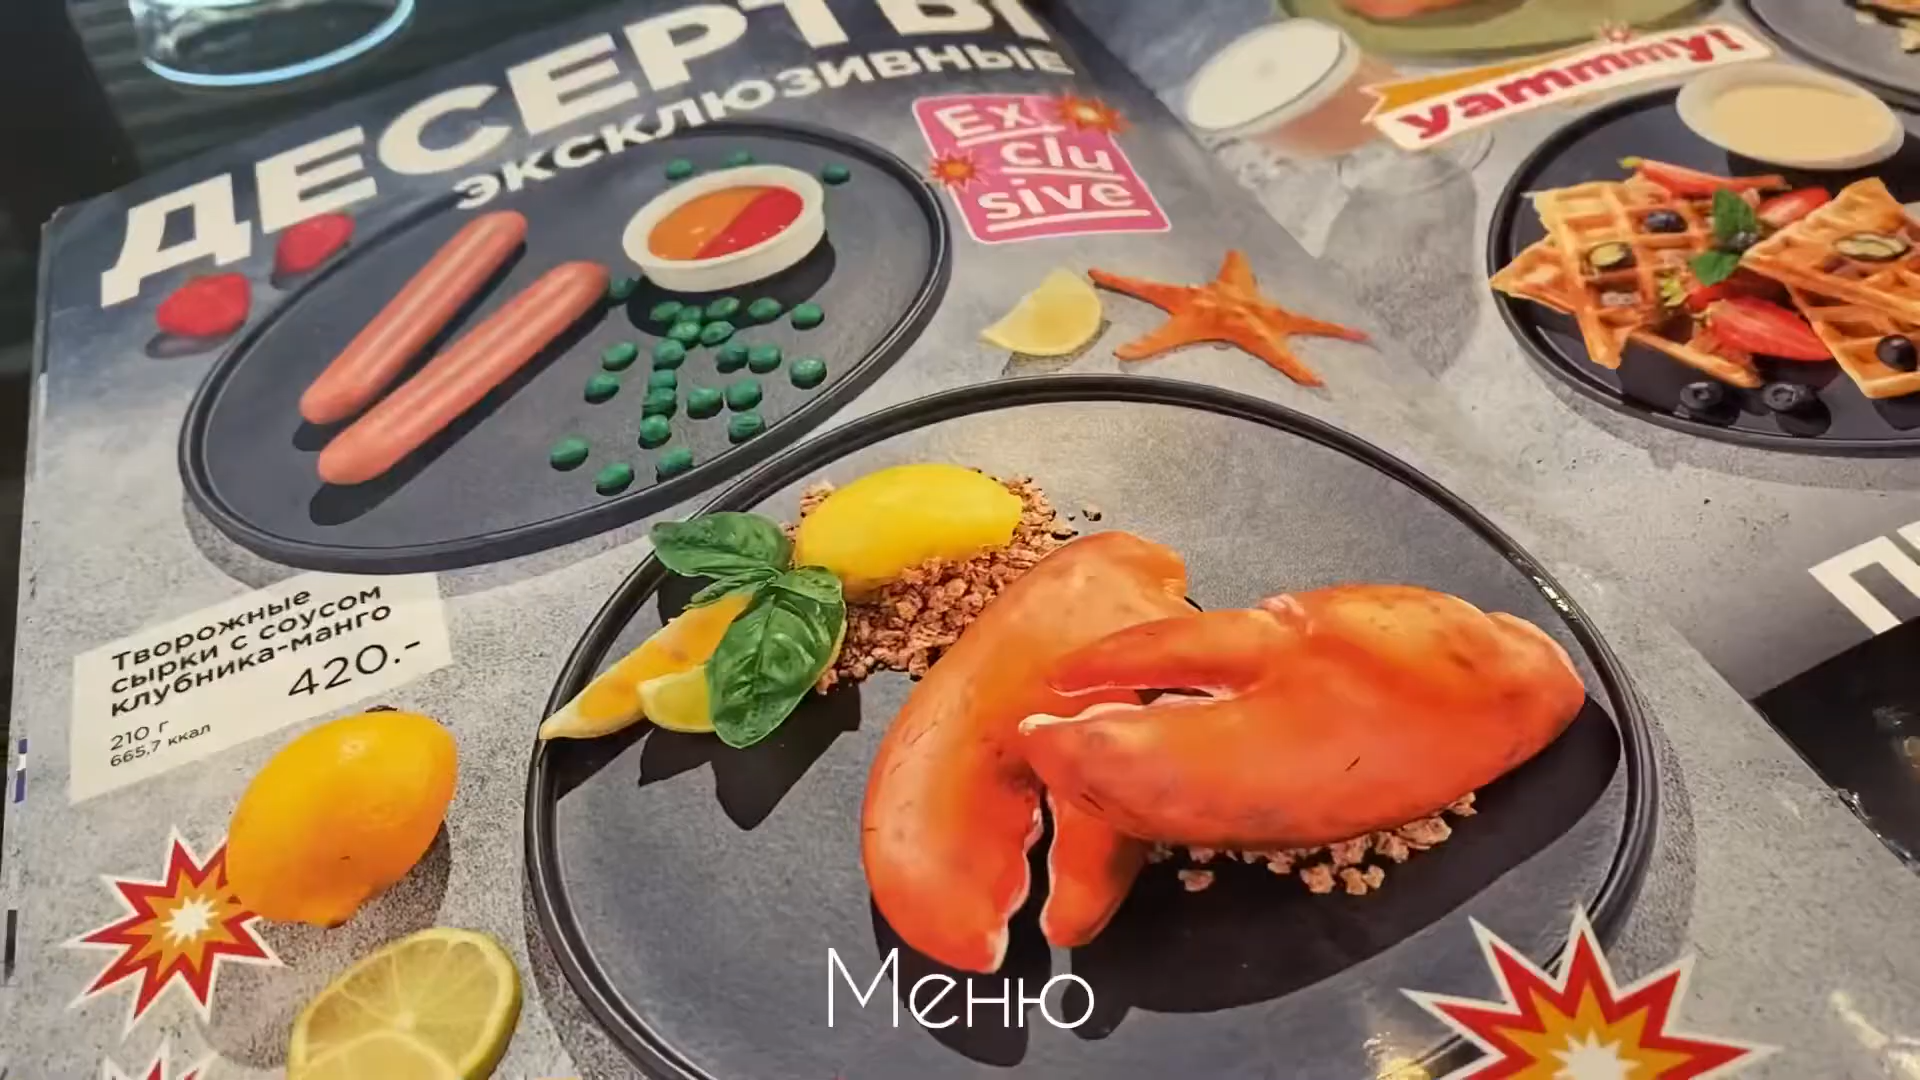 ДЕСЕРТЫ
ЭКСКЛЮЗИВНЫЕ
Ex
clu
sive
yammmy!
Творожные
сырки с соусом
клубника-манго
420.-
210 г
665,7 ккал
Меню